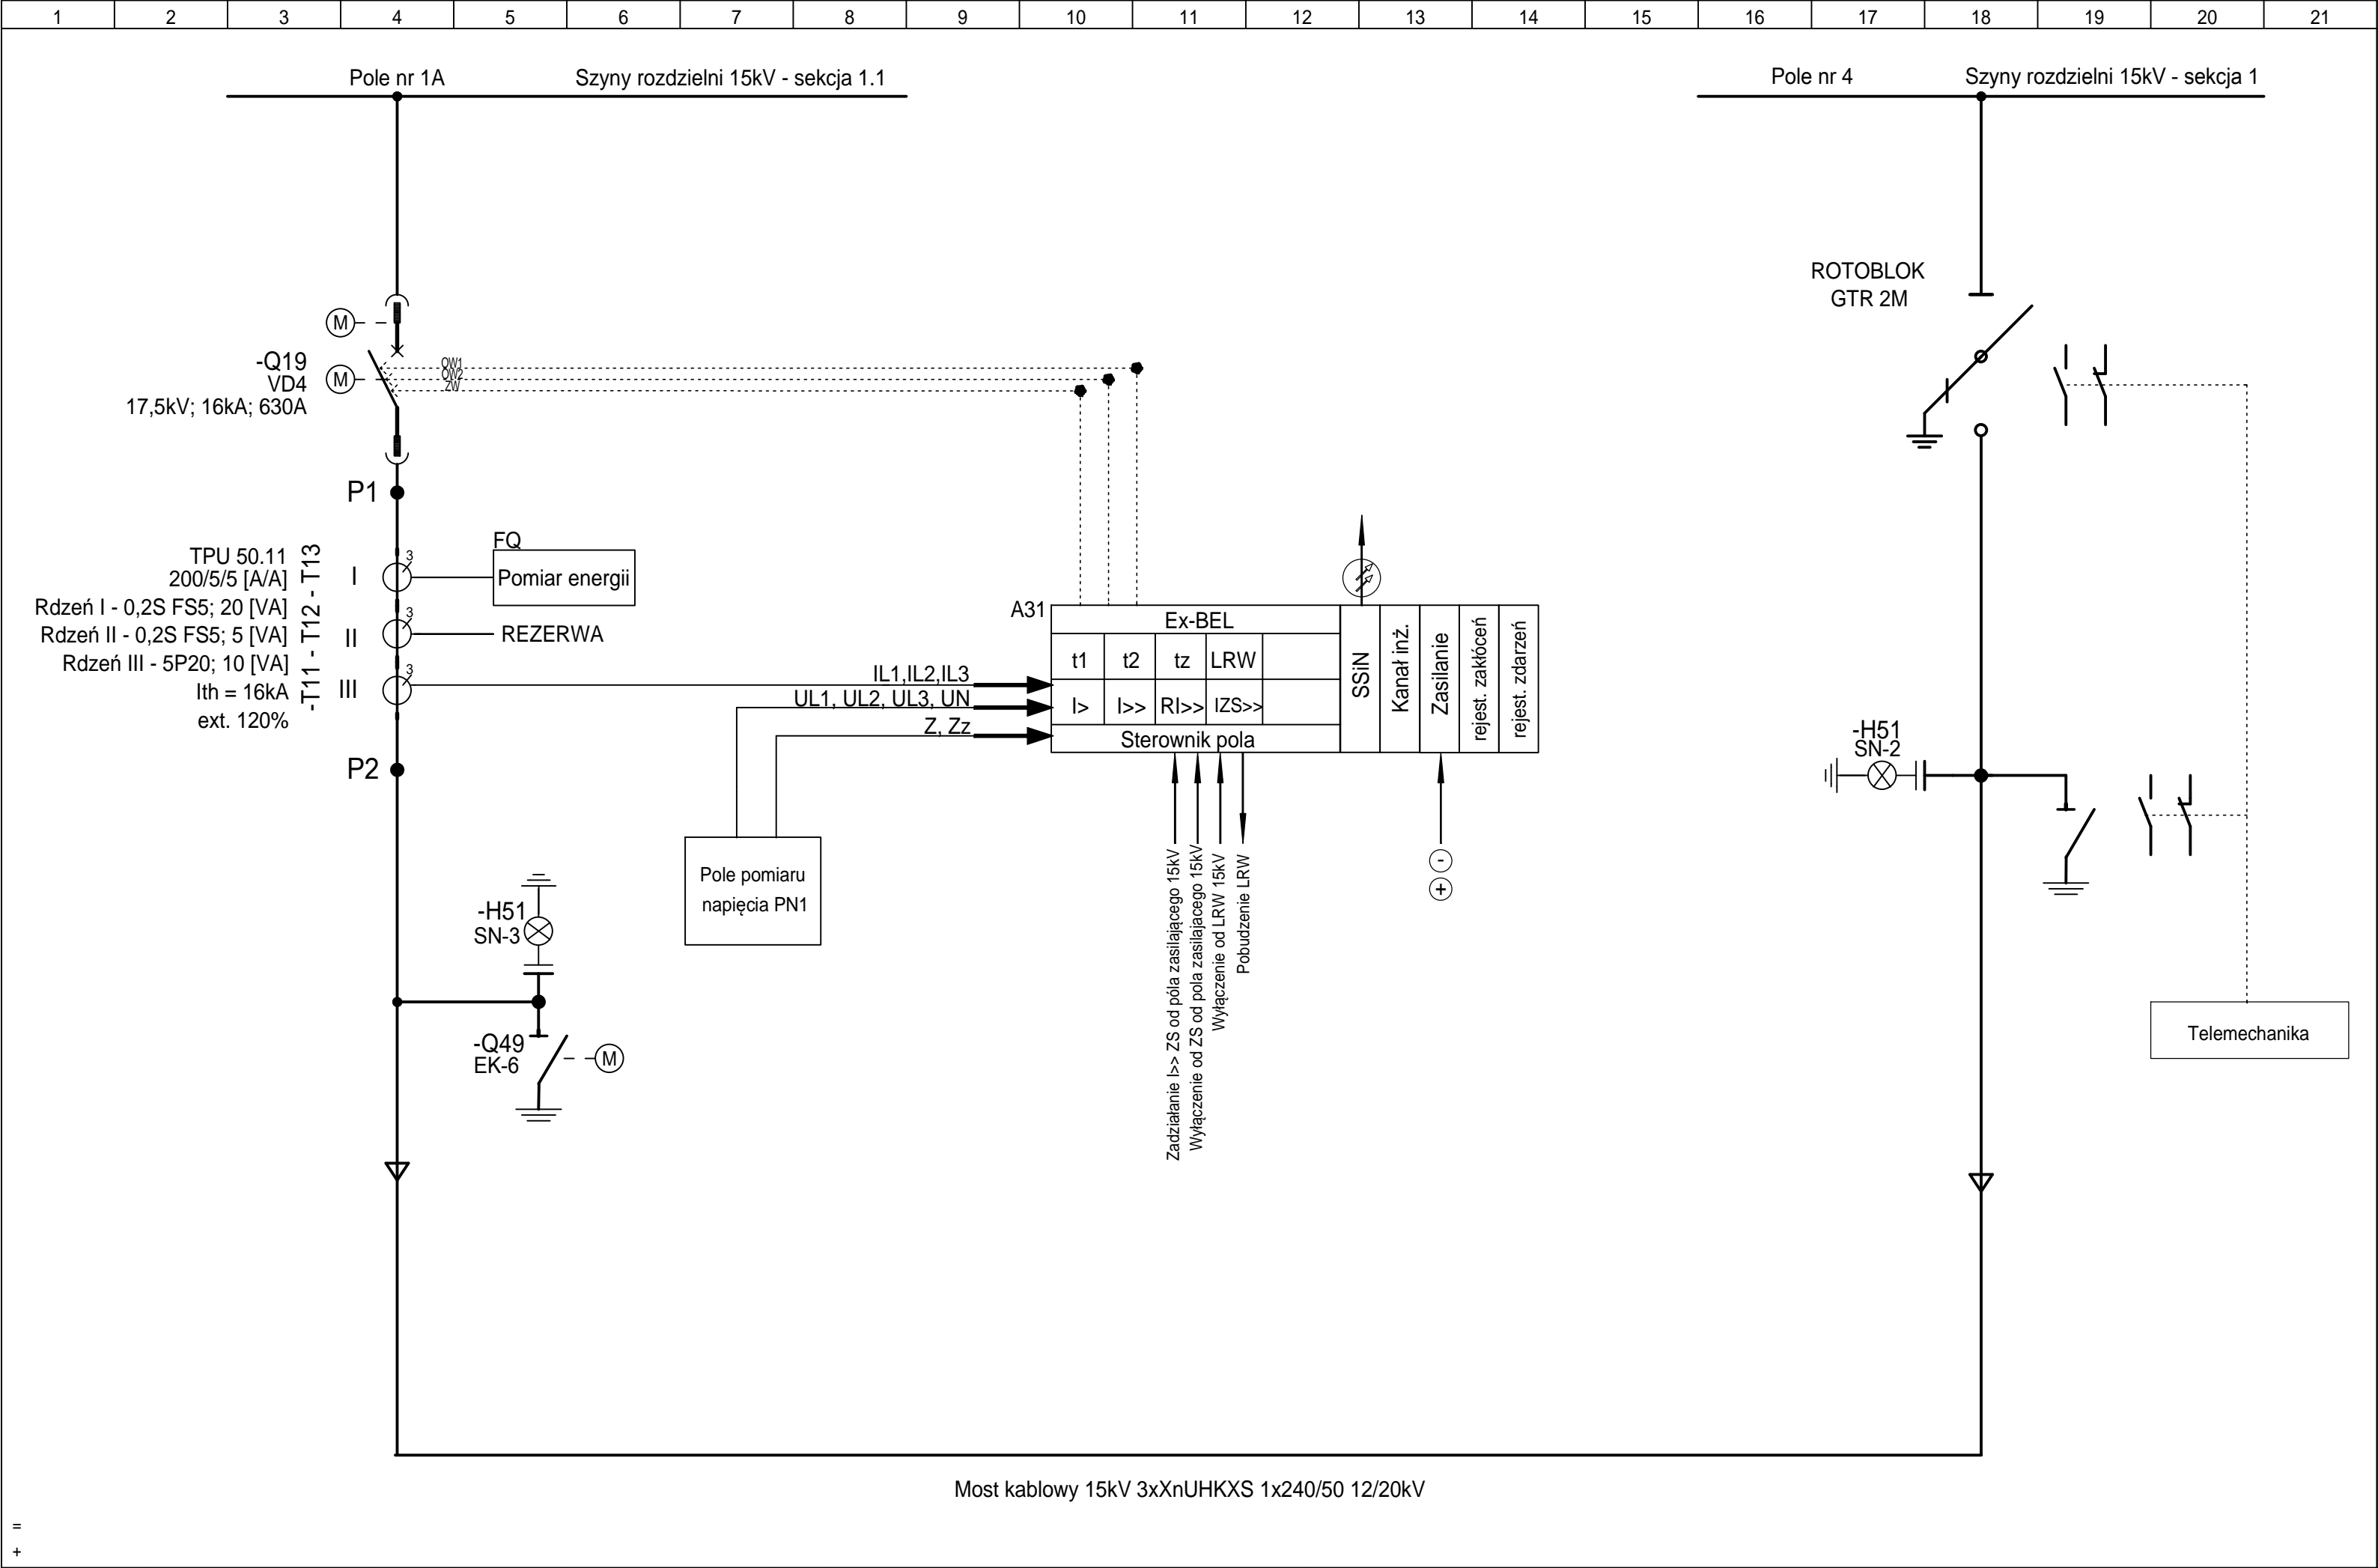 1 2 3 4 5 6 7 8 9 10 11 12 13 14 15 16 17 18 19 20 21
Pole nr 1A
Szyny rozdzielni 15kV - sekcja 1.1
Pole nr 4
Szyny rozdzielni 15kV - sekcja 1
ROTOBLOK
GTR 2M
M
-Q19
VD4
17,5kV; 16kA; 630A
M
OW1
OW2
ZW
P1
TPU 50.11
200/5/5 [A/A]
Rdzeń I - 0,2S FS5; 20 [VA]
Rdzeń II - 0,2S FS5; 5 [VA]
Rdzeń III - 5P20; 10 [VA]
Ith = 16kA
ext. 120%
-T11 - T12 - T13
I
3
FQ
Pomiar energii
II
3
REZERWA
III
3
P2
IL1,IL2,IL3
UL1, UL2, UL3, UN
Z, Zz
A31
Ex-BEL
t1 t2 tz LRW
I> I>> RI>> IZS>>
Sterownik pola
SSiN
Kanał inż.
Zasilanie
rejest. zakłóceń
rejest. zdarzeń
Pole pomiaru
napięcia PN1
Zadziałanie I>> ZS od póla zasilającego 15kV
Wyłączenie od ZS od pola zasilajacego 15kV
Wyłączenie od LRW 15kV
Pobudzenie LRW
-
+
-H51
SN-3
-Q49
EK-6
M
-H51
SN-2
Telemechanika
Most kablowy 15kV 3xXnUHKXS 1x240/50 12/20kV
=
+